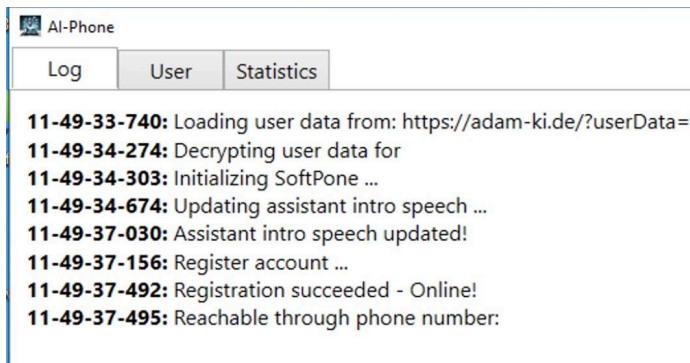 AI-Phone
Log User Statistics
11-49-33-740: Loading user data from: https://adam-ki.de/?userData=
11-49-34-274: Decrypting user data for
11-49-34-303: Initializing SoftPone ...
11-49-34-674: Updating assistant intro speech ...
11-49-37-030: Assistant intro speech updated!
11-49-37-156: Register account ...
11-49-37-492: Registration succeeded - Online!
11-49-37-495: Reachable through phone number: